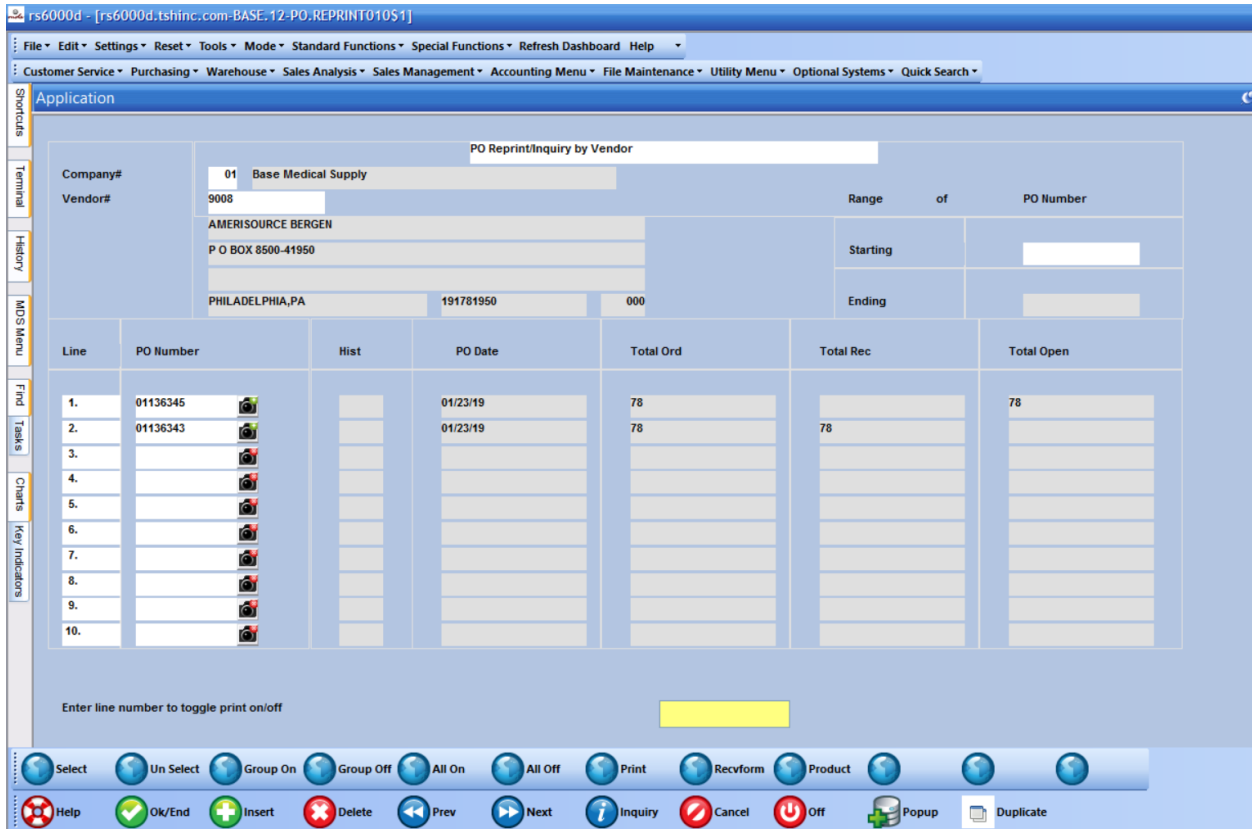 rs6000d - [rs6000d.tshinc.com-BASE.12-PO.REPRINT010$1]
File Edit Settings Reset Tools Mode Standard Functions Special Functions Refresh Dashboard Help
Customer Service Purchasing Warehouse Sales Analysis Sales Management Accounting Menu File Maintenance Utility Menu Optional Systems Quick Search
Application
Shortcuts
Terminal
History
MDS Menu
Find
Tasks
Charts
Key Indicators
PO Reprint/Inquiry by Vendor
Company# 01 Base Medical Supply
Vendor# 9008 Range of PO Number
AMERISOURCE BERGEN
P O BOX 8500-41950 Starting
PHILADELPHIA,PA 191781950 000 Ending
Line PO Number Hist PO Date Total Ord Total Rec Total Open
1. 01136345 01/23/19 78 78
2. 01136343 01/23/19 78 78
3.
4.
5.
6.
7.
8.
9.
10.
Enter line number to toggle print on/off
Select Un Select Group On Group Off All On All Off Print Recvform Product
Help Ok/End Insert Delete Prev Next Inquiry Cancel Off Popup Duplicate